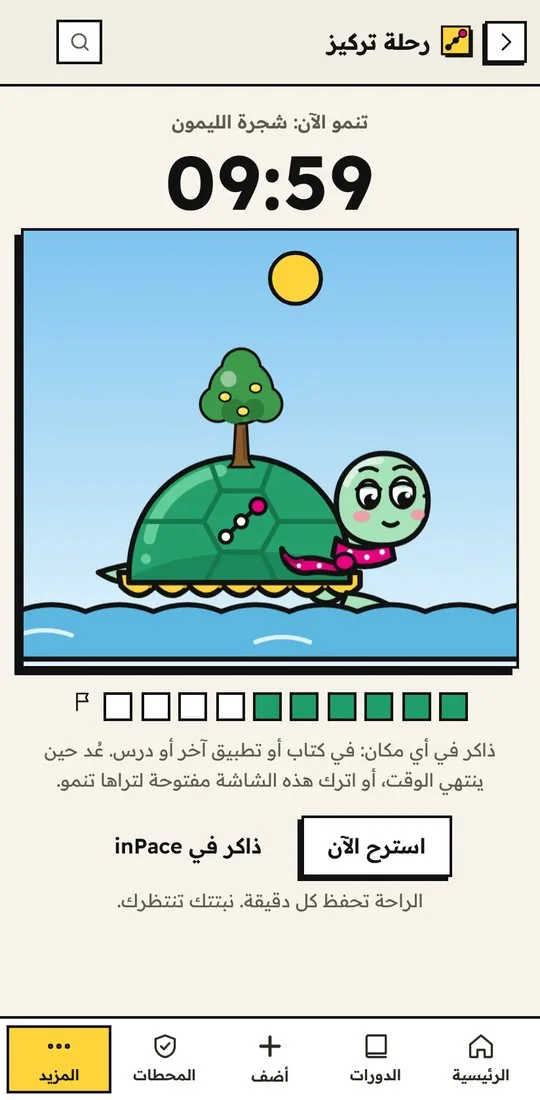 رحلة تركيز
تنمو الآن: شجرة الليمون
09:59
ذاكر في أي مكان: في كتاب أو تطبيق آخر أو درس. عُد حين
ينتهي الوقت، أو اترك هذه الشاشة مفتوحة لتراها تنمو.
استرح الآن
ذاكر في inPace
الراحة تحفظ كل دقيقة. نبتتك تنتظرك.
الرئيسية
الدورات
أضف
المحطات
المزيد